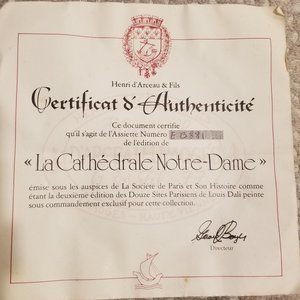 Henri d'Arceau & Fils
Certificat d'Authenticité
Ce document certifie
qu'il s'agit de l'Assiette Numéro
de l'édition de
« La Cathédrale Notre-Dame »
émise sous les auspices de La Societe de Paris et Son Histoire comme
étant la deuxième édition des Douze Sites Parisiens de Louis Dali peinte
sous commandement exclusif pour cette collection.
Directeur